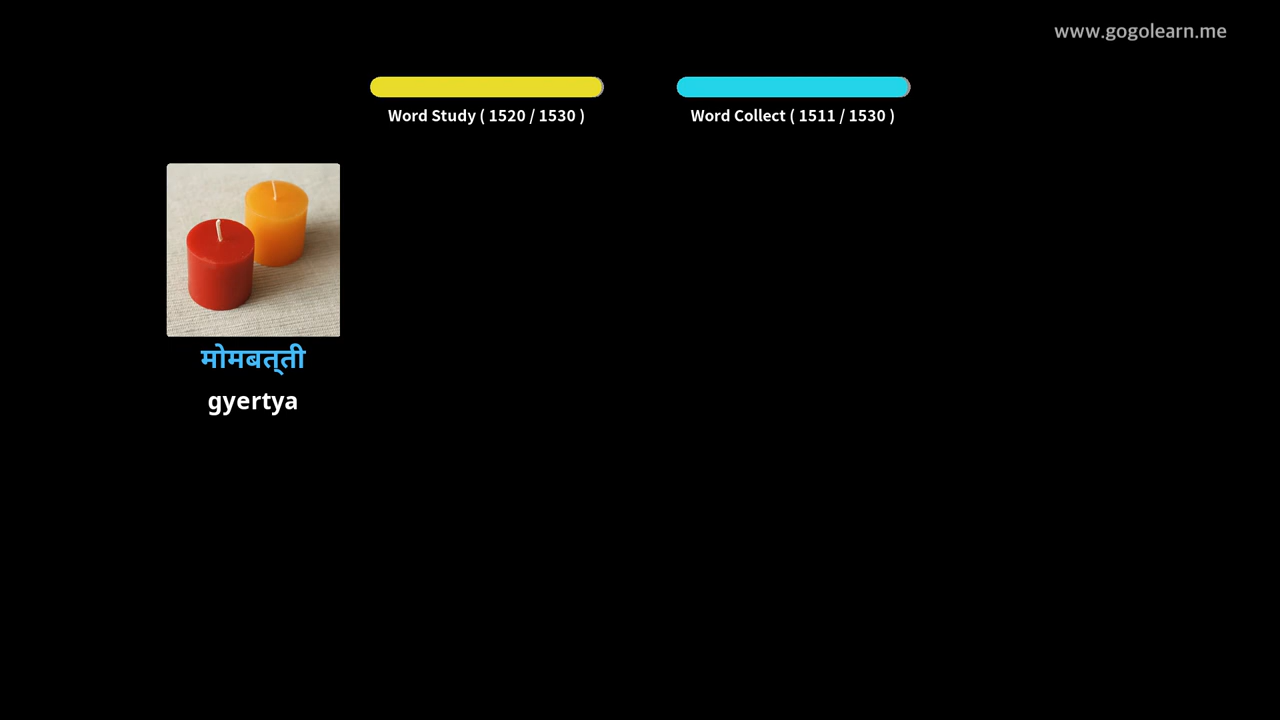 www.gogolearn.me
Word Study ( 1520 / 1530 )
Word Collect ( 1511 / 1530 )
मोमबत्ती
gyertya